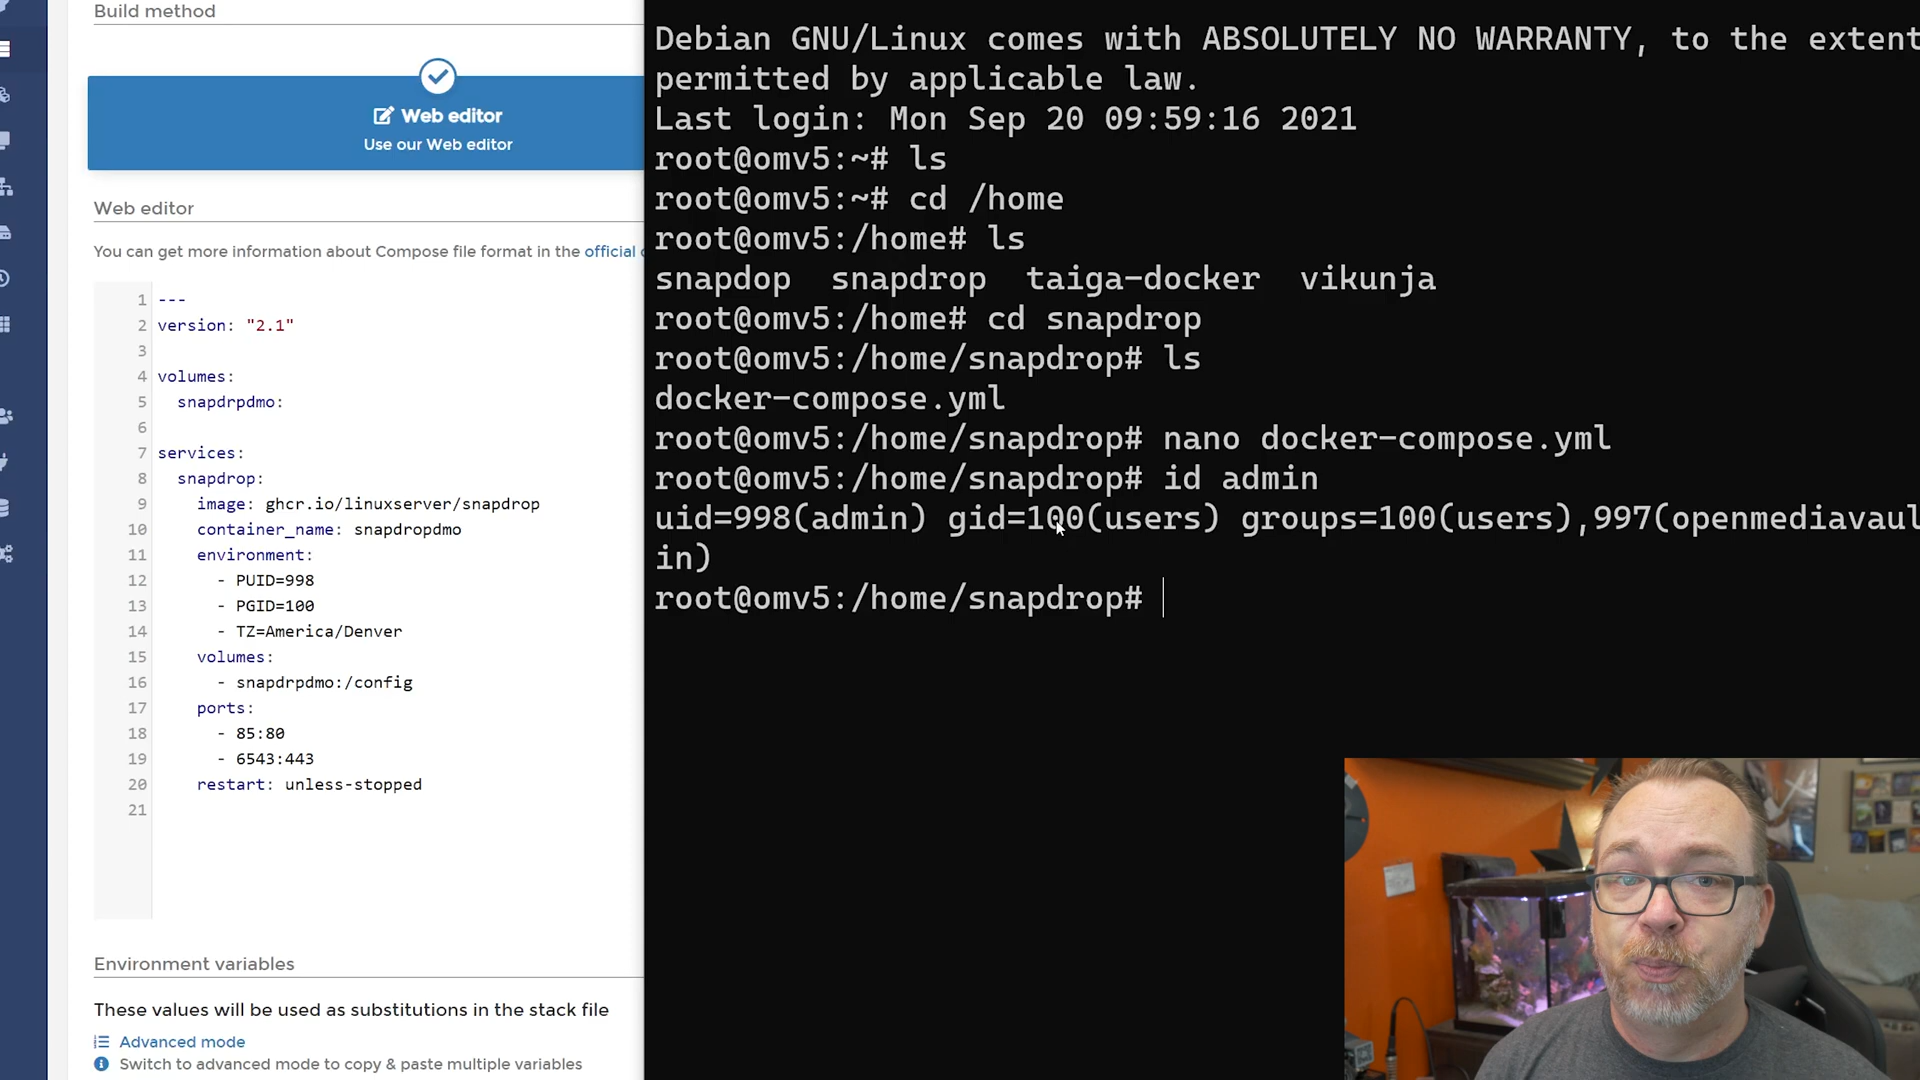 Build method
Web editor
Use our Web editor
Web editor
You can get more information about Compose file format in the official
1 ---
2 version: "2.1"
3
4 volumes:
5 snapdrpdmo:
6
7 services:
8 snapdrop:
9 image: ghcr.io/linuxserver/snapdrop
10 container_name: snapdropdmo
11 environment:
12 - PUID=998
13 - PGID=100
14 - TZ=America/Denver
15 volumes:
16 - snapdrpdmo:/config
17 ports:
18 - 85:80
19 - 6543:443
20 restart: unless-stopped
21
Environment variables
These values will be used as substitutions in the stack file
Advanced mode
Switch to advanced mode to copy & paste multiple variables
Debian GNU/Linux comes with ABSOLUTELY NO WARRANTY, to the extent
permitted by applicable law.
Last login: Mon Sep 20 09:59:16 2021
root@omv5:~# ls
root@omv5:~# cd /home
root@omv5:/home# ls
snapdop snapdrop taiga-docker vikunja
root@omv5:/home# cd snapdrop
root@omv5:/home/snapdrop# ls
docker-compose.yml
root@omv5:/home/snapdrop# nano docker-compose.yml
root@omv5:/home/snapdrop# id admin
uid=998(admin) gid=100(users) groups=100(users),997(openmediavaul
in)
root@omv5:/home/snapdrop#